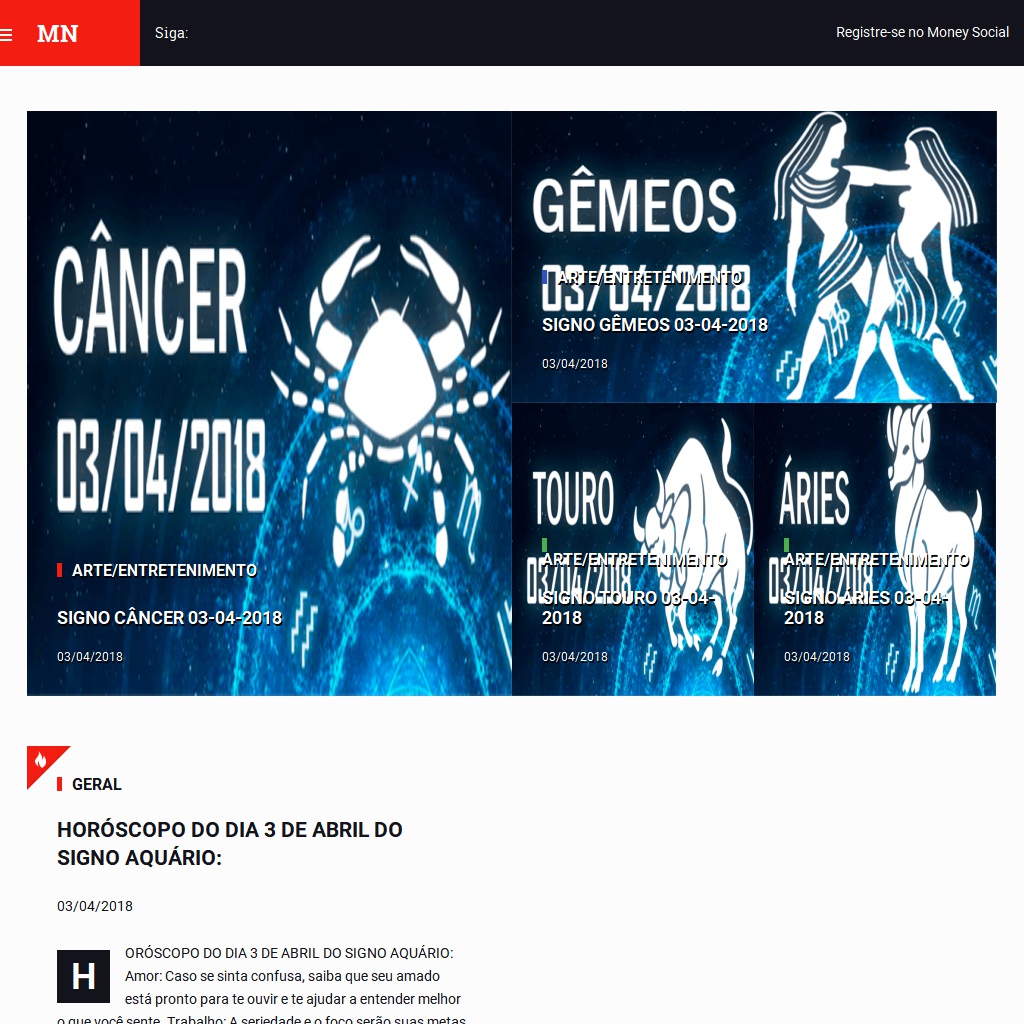 MN
Siga:
Registre-se no Money Social
CÂNCER
03/04/2018
ARTE/ENTRETENIMENTO
SIGNO CÂNCER 03-04-2018
03/04/2018
GÊMEOS
03/04/2018
ARTE/ENTRETENIMENTO
SIGNO GÊMEOS 03-04-2018
03/04/2018
TOURO
03/04/2018
ARTE/ENTRETENIMENTO
SIGNO TOURO 03-04-
2018
03/04/2018
ÁRIES
03/04/2018
ARTE/ENTRETENIMENTO
SIGNO ÁRIES 03-04-
2018
03/04/2018
GERAL
HORÓSCOPO DO DIA 3 DE ABRIL DO
SIGNO AQUÁRIO:
03/04/2018
HORÓSCOPO DO DIA 3 DE ABRIL DO SIGNO AQUÁRIO:
Amor: Caso se sinta confusa, saiba que seu amado
está pronto para te ouvir e te ajudar a entender melhor
o que você sente. Trabalho: A seriedade e o foco serão suas metas